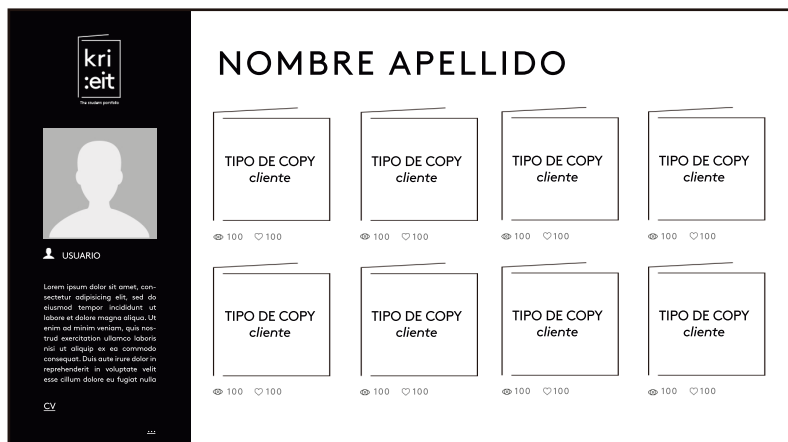 kri
:eit
The student portfolio
USUARIO
Lorem ipsum dolor sit amet, con-
sectetur adipisicing elit, sed do
eiusmod tempor incididunt ut
labore et dolore magna aliqua. Ut
enim ad minim veniam, quis nos-
trud exercitation ullamco laboris
nisi ut aliquip ex ea commodo
consequat. Duis aute irure dolor in
reprehenderit in voluptate velit
esse cillum dolore eu fugiat nulla
CV
...
NOMBRE APELLIDO
TIPO DE COPY
cliente
100 100
TIPO DE COPY
cliente
100 100
TIPO DE COPY
cliente
100 100
TIPO DE COPY
cliente
100 100
TIPO DE COPY
cliente
100 100
TIPO DE COPY
cliente
100 100
TIPO DE COPY
cliente
100 100
TIPO DE COPY
cliente
100 100